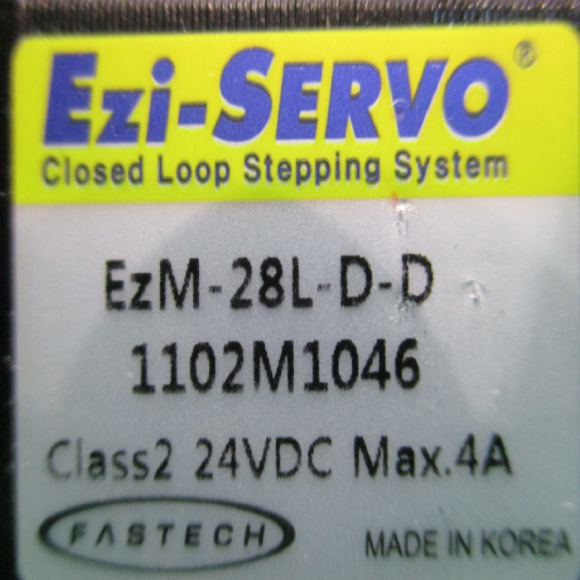 Ezi-SERVO®
Closed Loop Stepping System
EzM-28L-D-D
1102M1046
Class2 24VDC Max.4A
FASTECH
MADE IN KOREA